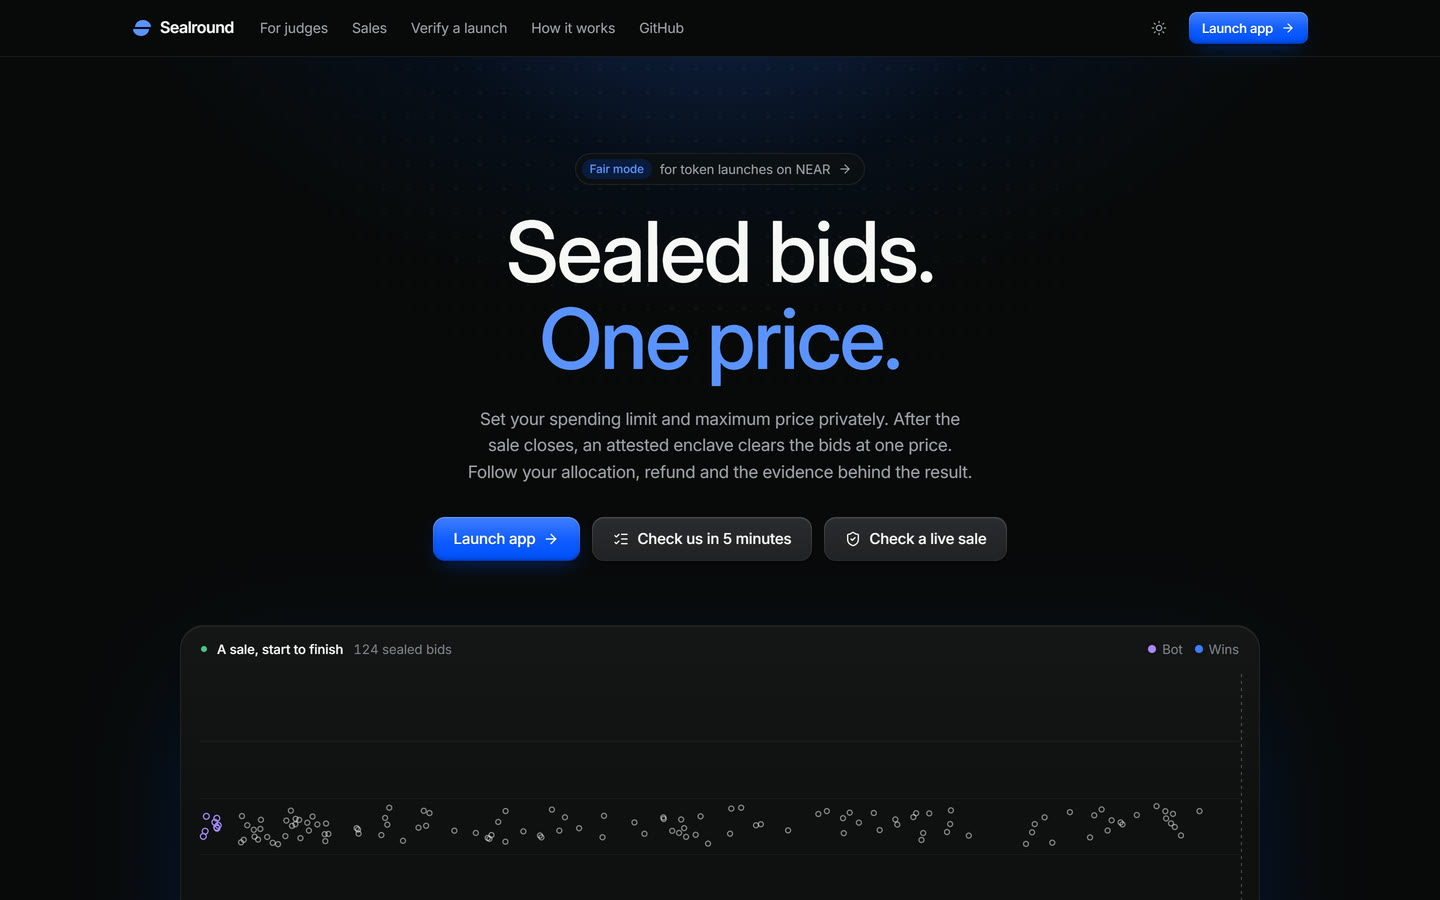 Sealround
For judges
Sales
Verify a launch
How it works
GitHub
Launch app
Fair mode
for token launches on NEAR
Sealed bids.
One price.
Set your spending limit and maximum price privately. After the
sale closes, an attested enclave clears the bids at one price.
Follow your allocation, refund and the evidence behind the result.
Launch app
Check us in 5 minutes
Check a live sale
A sale, start to finish
124 sealed bids
Bot
Wins